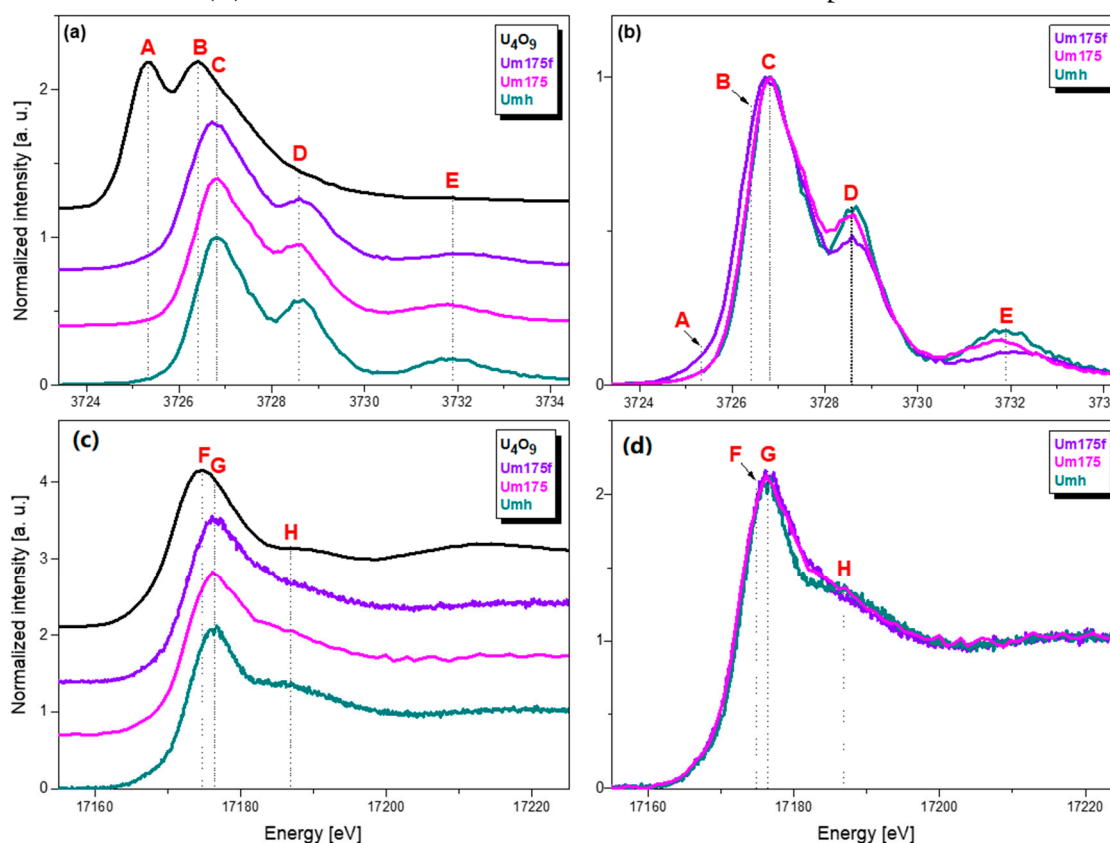 (a)
A
B
C
D
E
U₄O₉
Um175f
Um175
Umh
Normalized intensity [a. u.]
2
1
0
3724 3726 3728 3730 3732 3734
(b)
A
B
C
D
E
Um175f
Um175
Umh
1
0
3724 3726 3728 3730 3732
(c)
F
G
H
U₄O₉
Um175f
Um175
Umh
Normalized intensity [a. u.]
4
3
2
1
0
17160 17180 17200 17220
Energy [eV]
(d)
F
G
H
Um175f
Um175
Umh
2
1
0
17160 17180 17200 17220
Energy [eV]